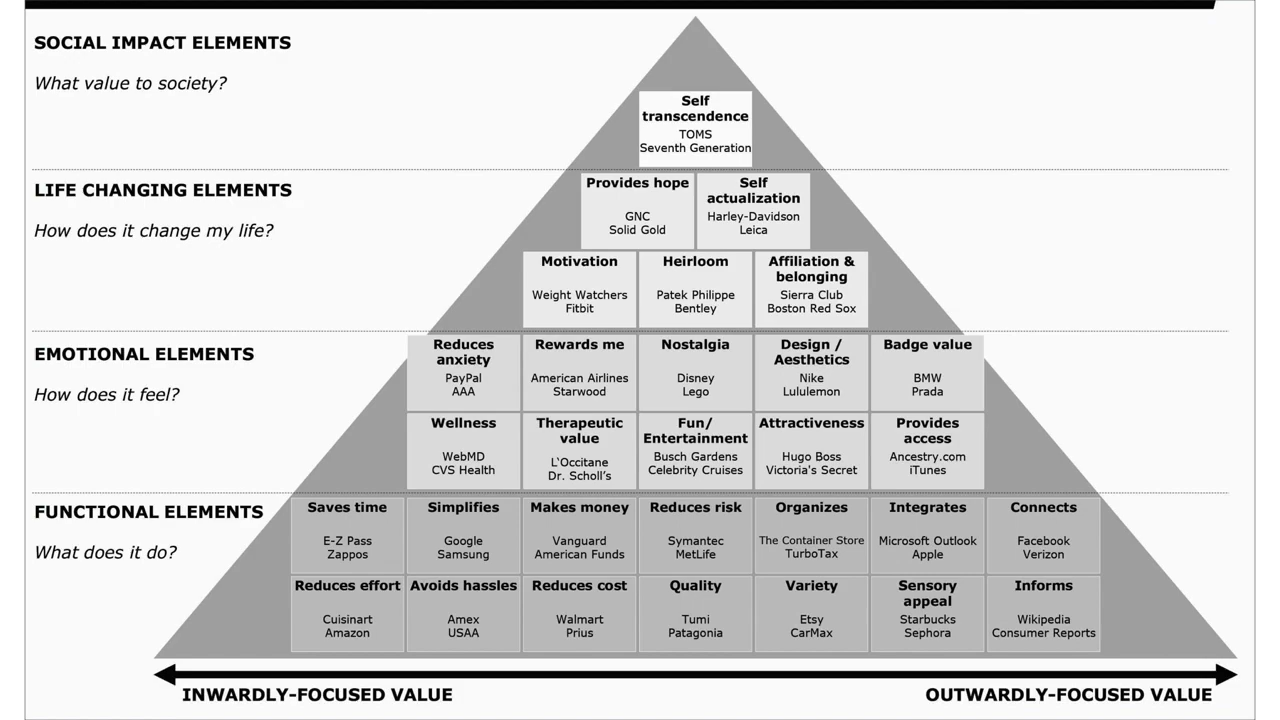 SOCIAL IMPACT ELEMENTS
What value to society?
Self
transcendence
TOMS
Seventh Generation
LIFE CHANGING ELEMENTS
How does it change my life?
Provides hope
GNC
Solid Gold
Self
actualization
Harley-Davidson
Leica
Motivation
Weight Watchers
Fitbit
Heirloom
Patek Philippe
Bentley
Affiliation &
belonging
Sierra Club
Boston Red Sox
EMOTIONAL ELEMENTS
How does it feel?
Reduces
anxiety
PayPal
AAA
Rewards me
American Airlines
Starwood
Nostalgia
Disney
Lego
Design /
Aesthetics
Nike
Lululemon
Badge value
BMW
Prada
Wellness
WebMD
CVS Health
Therapeutic
value
L'Occitane
Dr. Scholl's
Fun/
Entertainment
Busch Gardens
Celebrity Cruises
Attractiveness
Hugo Boss
Victoria's Secret
Provides
access
Ancestry.com
iTunes
FUNCTIONAL ELEMENTS
What does it do?
Saves time
E-Z Pass
Zappos
Simplifies
Google
Samsung
Makes money
Vanguard
American Funds
Reduces risk
Symantec
MetLife
Organizes
The Container Store
TurboTax
Integrates
Microsoft Outlook
Apple
Connects
Facebook
Verizon
Reduces effort
Cuisinart
Amazon
Avoids hassles
Amex
USAA
Reduces cost
Walmart
Prius
Quality
Tumi
Patagonia
Variety
Etsy
CarMax
Sensory
appeal
Starbucks
Sephora
Informs
Wikipedia
Consumer Reports
INWARDLY-FOCUSED VALUE
OUTWARDLY-FOCUSED VALUE